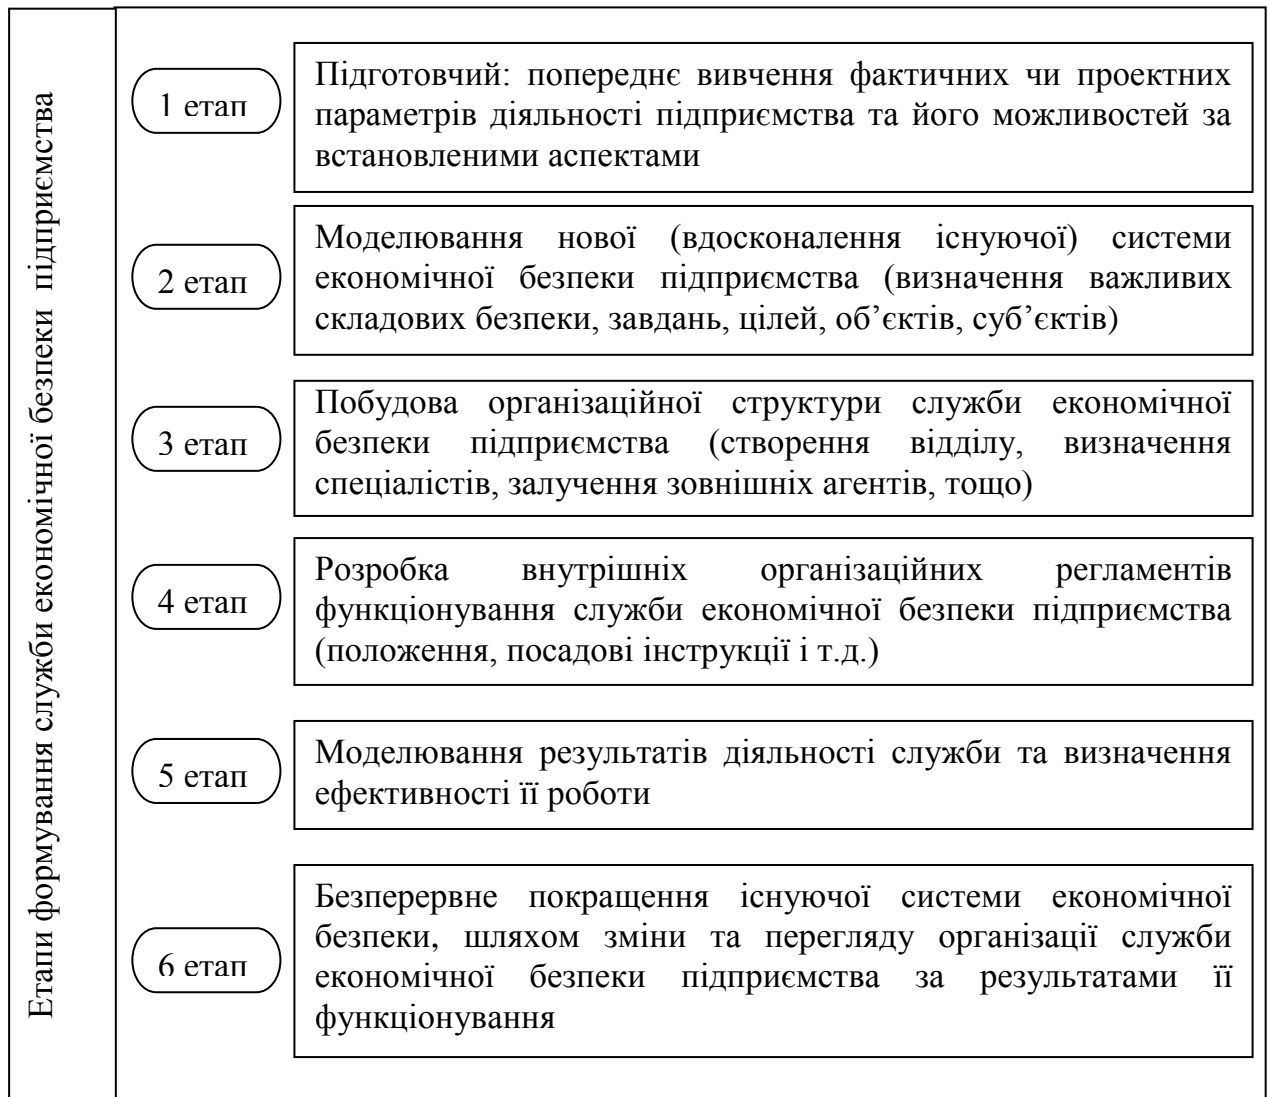 Етапи формування служби економічної безпеки підприємства
1 етап
Підготовчий: попереднє вивчення фактичних чи проектних
параметрів діяльності підприємства та його можливостей за
встановленими аспектами
2 етап
Моделювання нової (вдосконалення існуючої) системи
економічної безпеки підприємства (визначення важливих
складових безпеки, завдань, цілей, об’єктів, суб’єктів)
3 етап
Побудова організаційної структури служби економічної
безпеки підприємства (створення відділу, визначення
спеціалістів, залучення зовнішніх агентів, тощо)
4 етап
Розробка внутрішніх організаційних регламентів
функціонування служби економічної безпеки підприємства
(положення, посадові інструкції і т.д.)
5 етап
Моделювання результатів діяльності служби та визначення
ефективності її роботи
6 етап
Безперервне покращення існуючої системи економічної
безпеки, шляхом зміни та перегляду організації служби
економічної безпеки підприємства за результатами її
функціонування